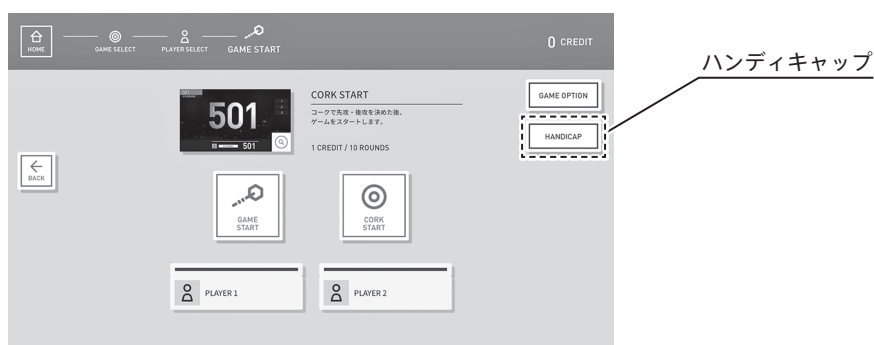 HOME
GAME SELECT
PLAYER SELECT
GAME START
0 CREDIT
ハンディキャップ
501
CORK START
コークで先攻・後攻を決めた後、
ゲームをスタートします。
1 CREDIT / 10 ROUNDS
501
GAME OPTION
HANDICAP
BACK
GAME
START
CORK
START
PLAYER 1
PLAYER 2